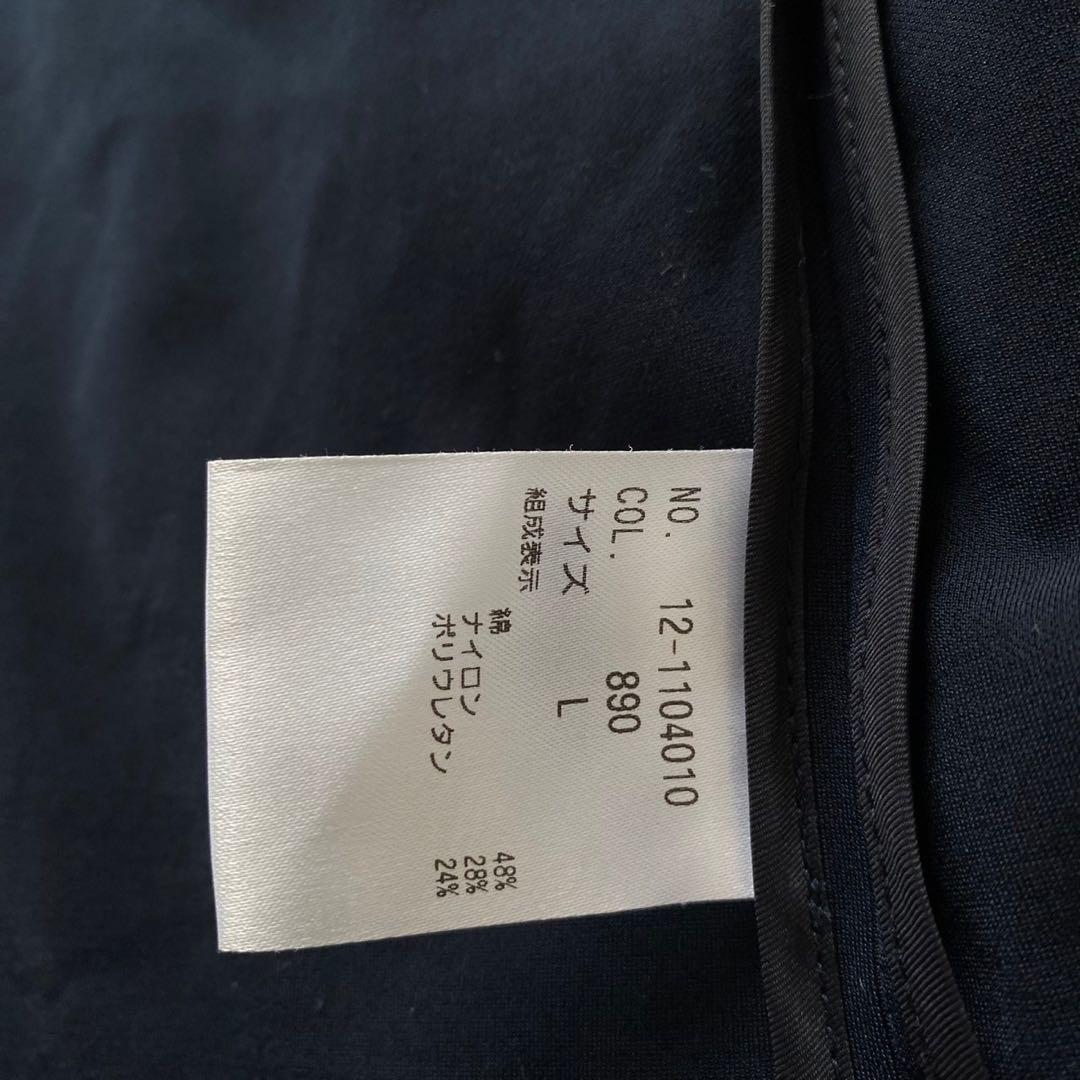 NO. 12-1104010
COL. 890
サイズ L
組成表示
綿 48%
ナイロン 28%
ポリウレタン 24%